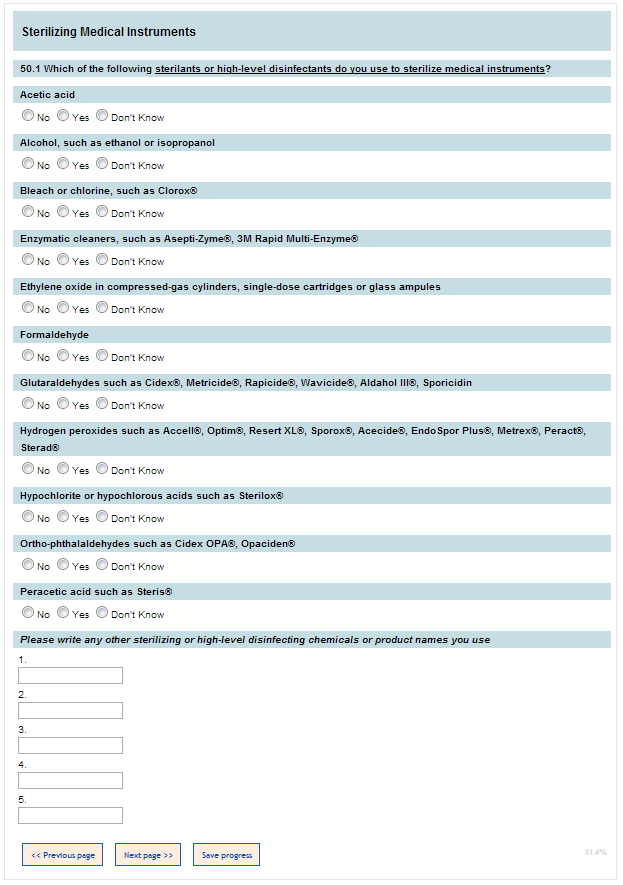 Sterilizing Medical Instruments
50.1 Which of the following sterilants or high-level disinfectants do you use to sterilize medical instruments?
Acetic acid
No Yes Don't Know
Alcohol, such as ethanol or isopropanol
No Yes Don't Know
Bleach or chlorine, such as Clorox®
No Yes Don't Know
Enzymatic cleaners, such as Asepti-Zyme®, 3M Rapid Multi-Enzyme®
No Yes Don't Know
Ethylene oxide in compressed-gas cylinders, single-dose cartridges or glass ampules
No Yes Don't Know
Formaldehyde
No Yes Don't Know
Glutaraldehydes such as Cidex®, Metricide®, Rapicide®, Wavicide®, Aldahol III®, Sporicidin
No Yes Don't Know
Hydrogen peroxides such as Accell®, Optim®, Resert XL®, Sporox®, Acecide®, EndoSpor Plus®, Metrex®, Peract®,
Sterad®
No Yes Don't Know
Hypochlorite or hypochlorous acids such as Sterilox®
No Yes Don't Know
Ortho-phthalaldehydes such as Cidex OPA®, Opaciden®
No Yes Don't Know
Peracetic acid such as Steris®
No Yes Don't Know
Please write any other sterilizing or high-level disinfecting chemicals or product names you use
1.
2.
3.
4.
5.
<< Previous page Next page >> Save progress 51.4%